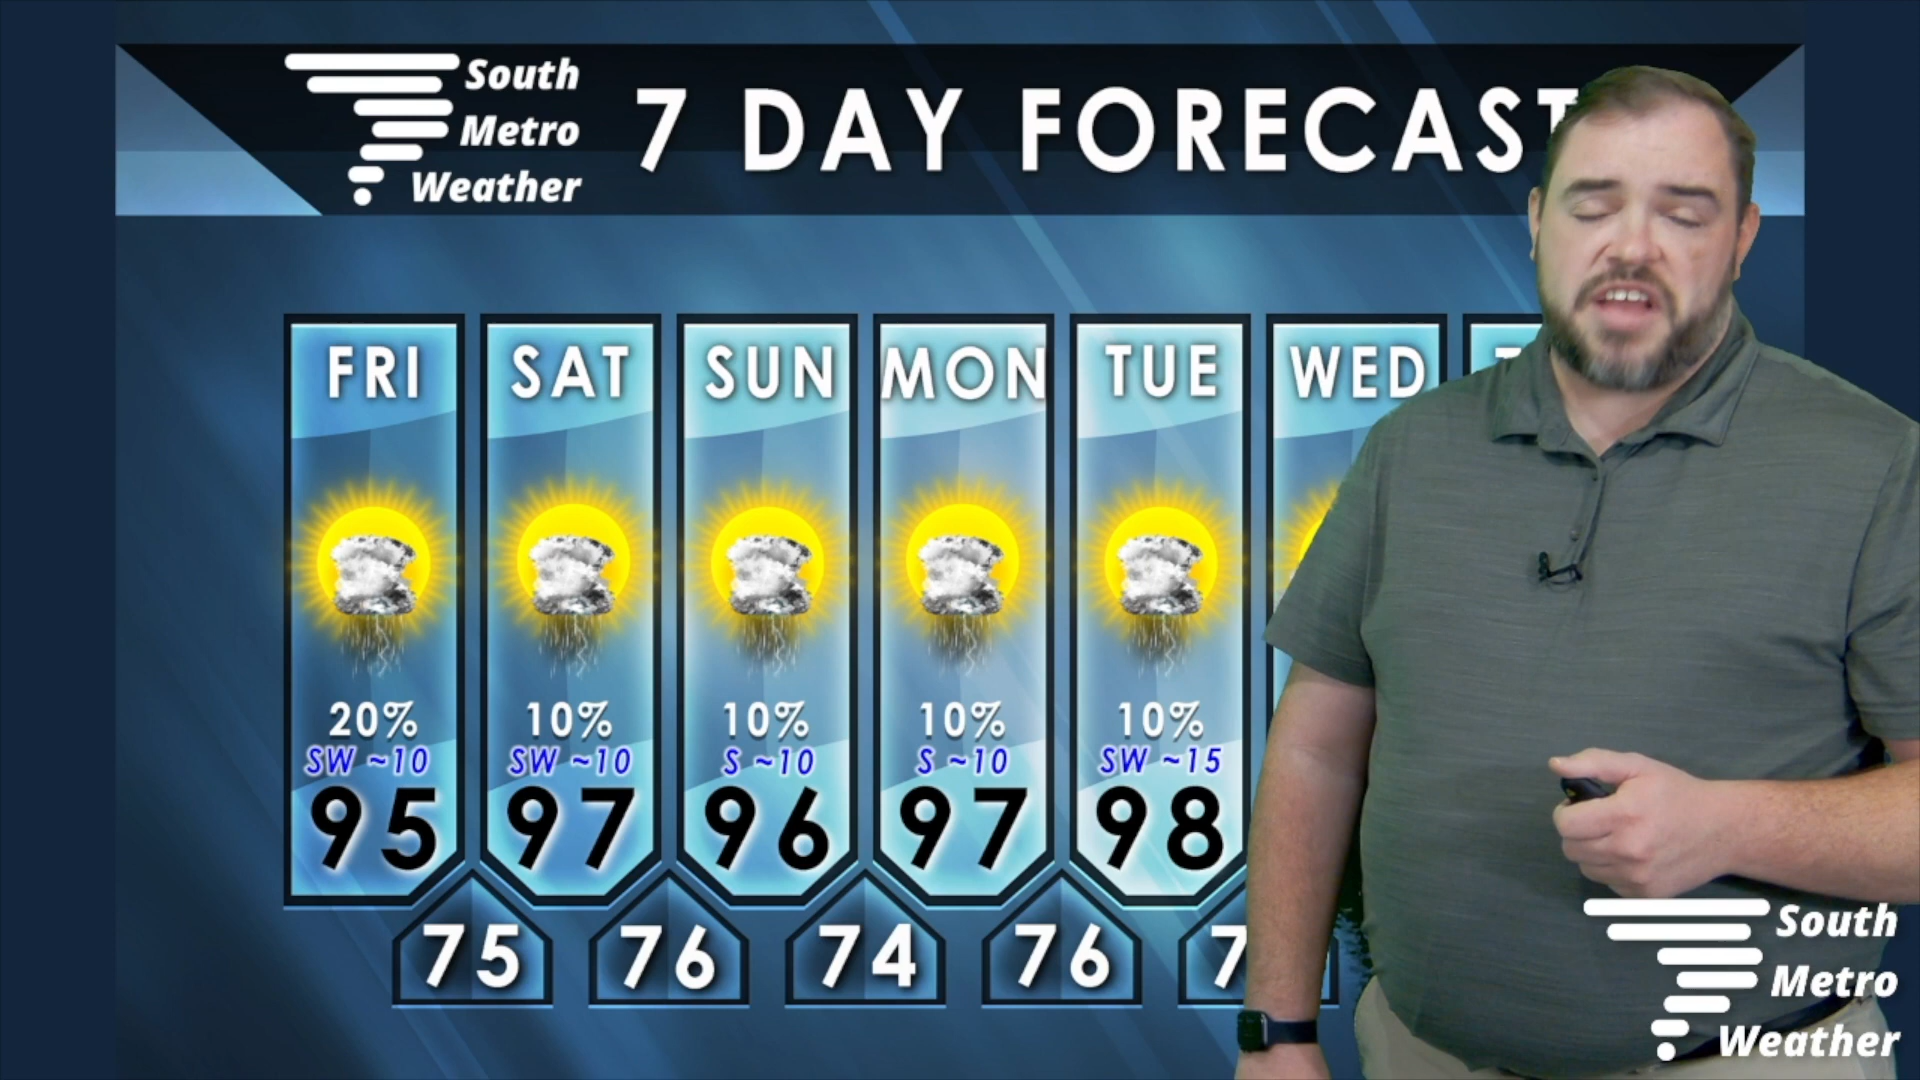 South
Metro
Weather
7 DAY FORECAST
FRI SAT SUN MON TUE WED
20% 10% 10% 10% 10%
SW ~10 SW ~10 S ~10 S ~10 SW ~15
95 97 96 97 98
75 76 74 76
South
Metro
Weather